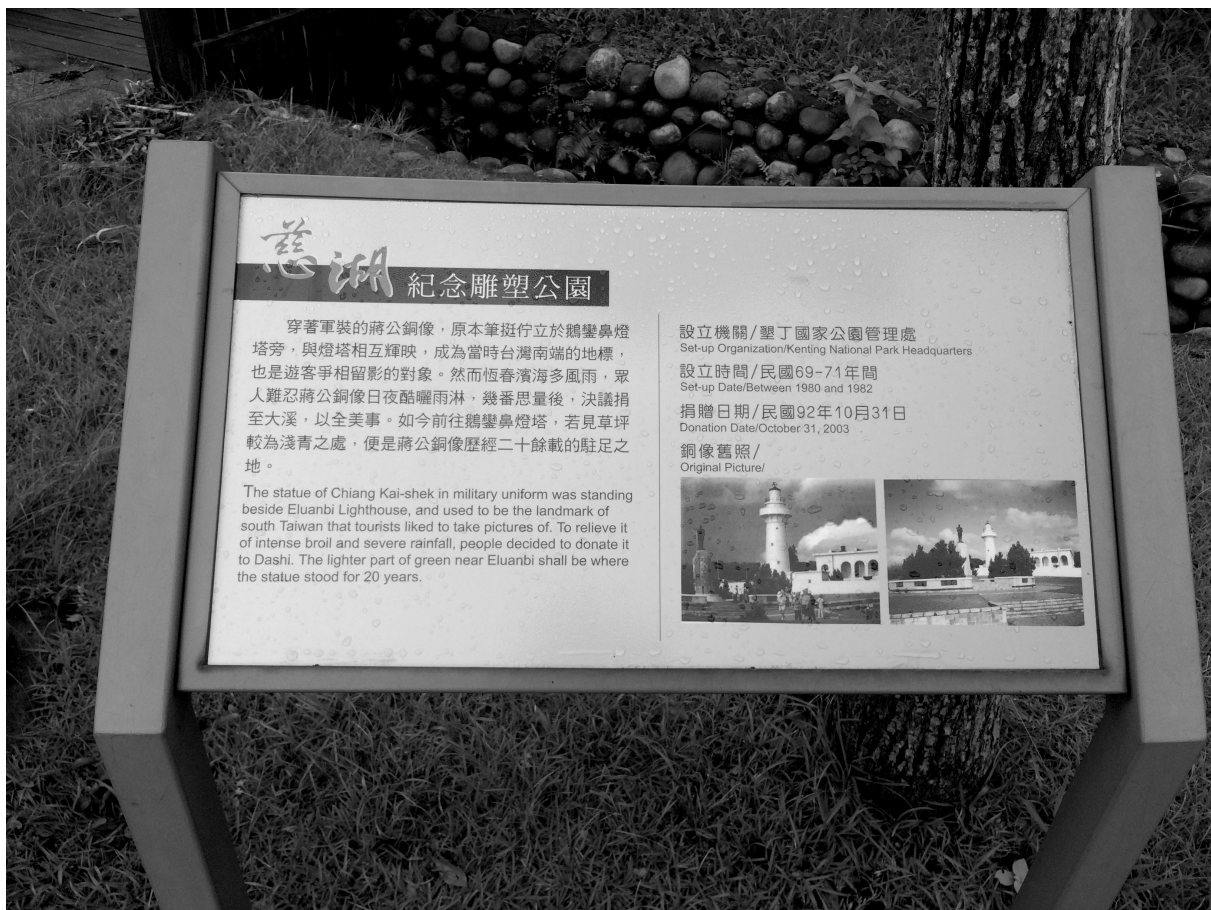 慈湖 紀念雕塑公園
穿著軍裝的蔣公銅像，原本筆挺佇立於鵝鑾鼻燈
塔旁，與燈塔相互輝映，成為當時台灣南端的地標，
也是遊客爭相留影的對象。然而恆春濱海多風雨，眾
人難忍蔣公銅像日夜酷曬雨淋，幾番思量後，決議捐
至大溪，以全美事。如今前往鵝鑾鼻燈塔，若見草坪
較為淺青之處，便是蔣公銅像歷經二十餘載的駐足之
地。
The statue of Chiang Kai-shek in military uniform was standing
beside Eluanbi Lighthouse, and used to be the landmark of
south Taiwan that tourists liked to take pictures of. To relieve it
of intense broil and severe rainfall, people decided to donate it
to Dashi. The lighter part of green near Eluanbi shall be where
the statue stood for 20 years.
設立機關/墾丁國家公園管理處
Set-up Organization/Kenting National Park Headquarters
設立時間/民國69-71年間
Set-up Date/Between 1980 and 1982
捐贈日期/民國92年10月31日
Donation Date/October 31, 2003
銅像舊照/
Original Picture/